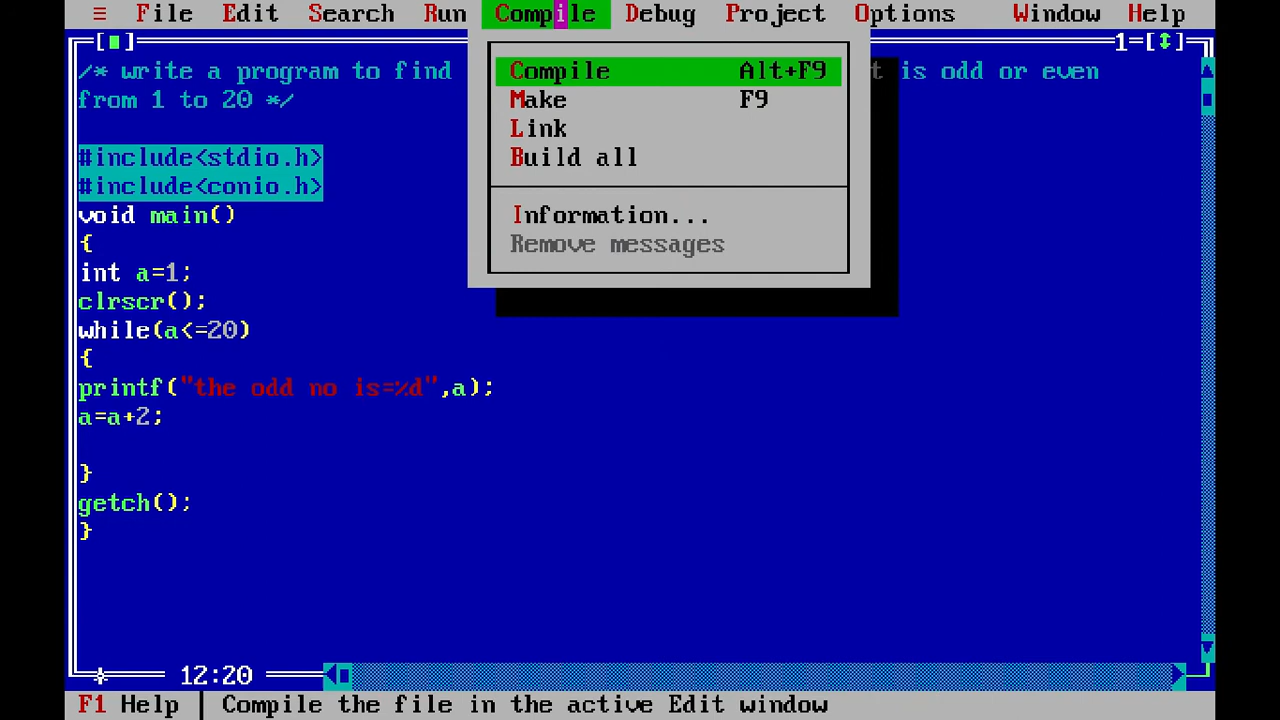 ≡ File Edit Search Run Compile Debug Project Options Window Help
1
/* write a program to find t is odd or even
from 1 to 20 */
#include<stdio.h>
#include<conio.h>
void main()
{
int a=1;
clrscr();
while(a<=20)
{
printf("the odd no is=%d",a);
a=a+2;
}
getch();
}
Compile Alt+F9
Make F9
Link
Build all
Information...
Remove messages
12:20
F1 Help Compile the file in the active Edit window